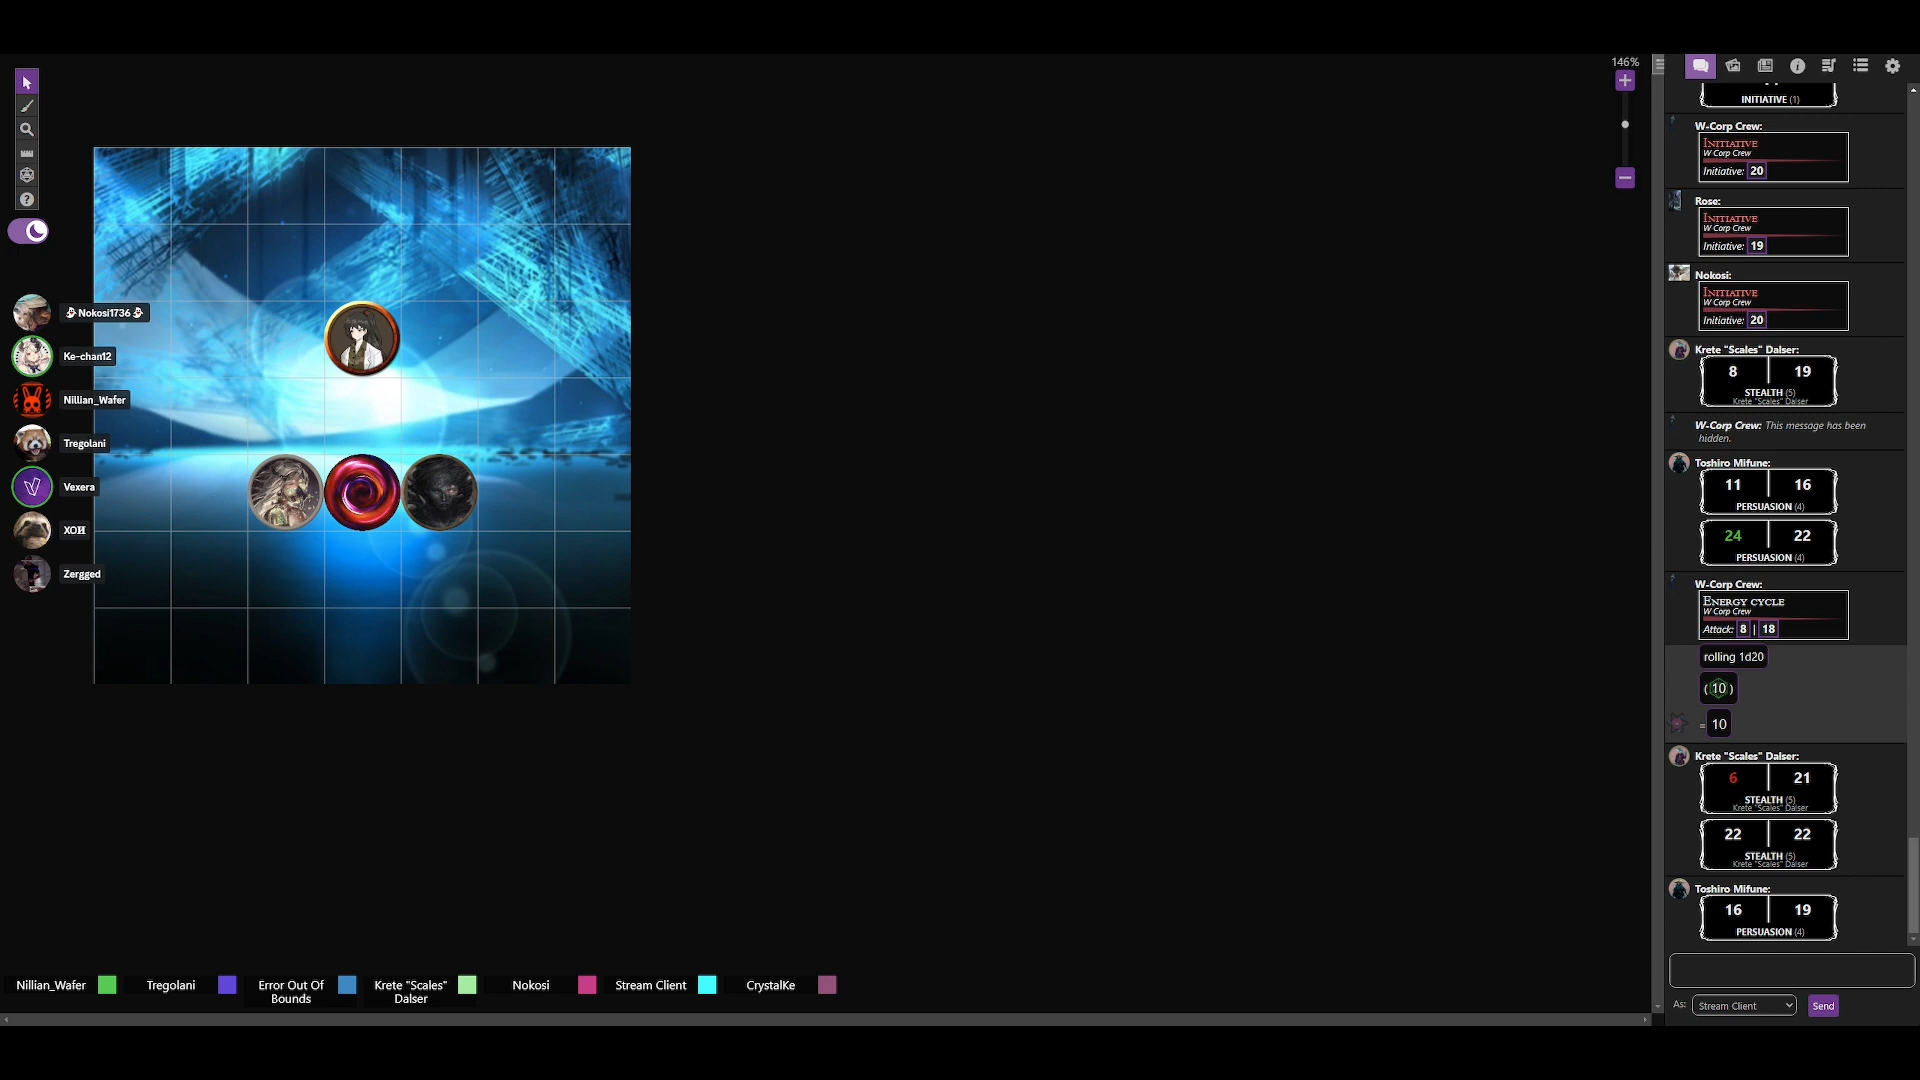 146%
👻Nokosi1736👻
Ke-chan12
Nillian_Wafer
Tregolani
Vexera
ХОИ
Zergged
INITIATIVE (1)
W-Corp Crew:
INITIATIVE
W Corp Crew
Initiative: 20
Rose:
INITIATIVE
W Corp Crew
Initiative: 19
Nokosi:
INITIATIVE
W Corp Crew
Initiative: 20
Krete "Scales" Dalser:
8 19
STEALTH (5)
Krete "Scales" Dalser
W-Corp Crew: This message has been
hidden.
Toshiro Mifune:
11 16
PERSUASION (4)
24 22
PERSUASION (4)
W-Corp Crew:
ENERGY CYCLE
W Corp Crew
Attack: 8 | 18
rolling 1d20
(10)
= 10
Krete "Scales" Dalser:
6 21
STEALTH (5)
Krete "Scales" Dalser
22 22
STEALTH (5)
Krete "Scales" Dalser
Toshiro Mifune:
16 19
PERSUASION (4)
As: Stream Client Send
Nillian_Wafer
Tregolani
Error Out Of
Bounds
Krete "Scales"
Dalser
Nokosi
Stream Client
CrystalKe